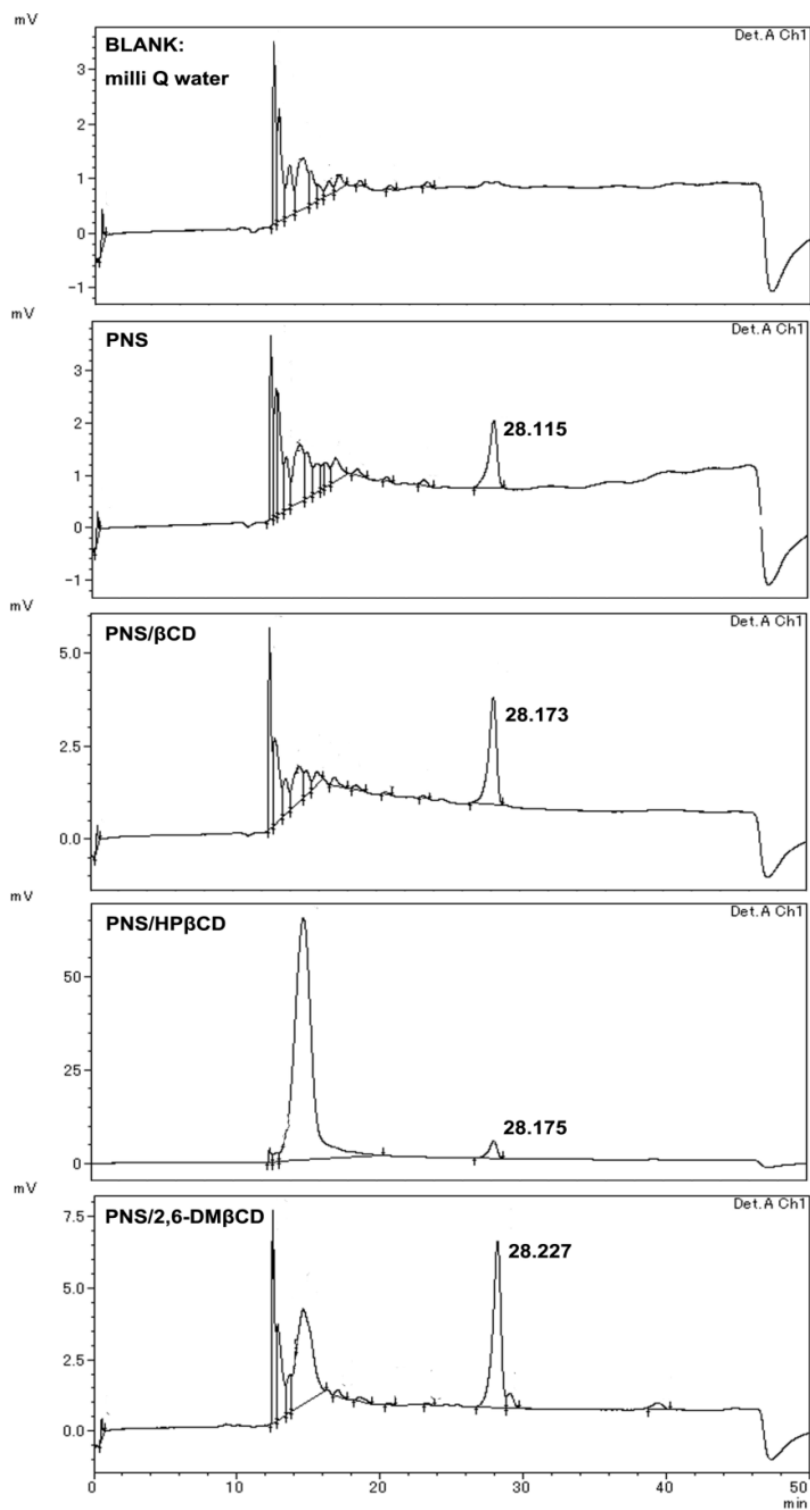 mV
BLANK:
milli Q water
Det.A Ch1
3
2
1
0
-1
mV
PNS
Det.A Ch1
3
2
28.115
1
0
-1
mV
PNS/βCD
Det.A Ch1
5.0
28.173
2.5
0.0
mV
PNS/HPβCD
Det.A Ch1
50
25
28.175
0
mV
PNS/2,6-DMβCD
Det.A Ch1
7.5
28.227
5.0
2.5
0.0
0 10 20 30 40 50
min